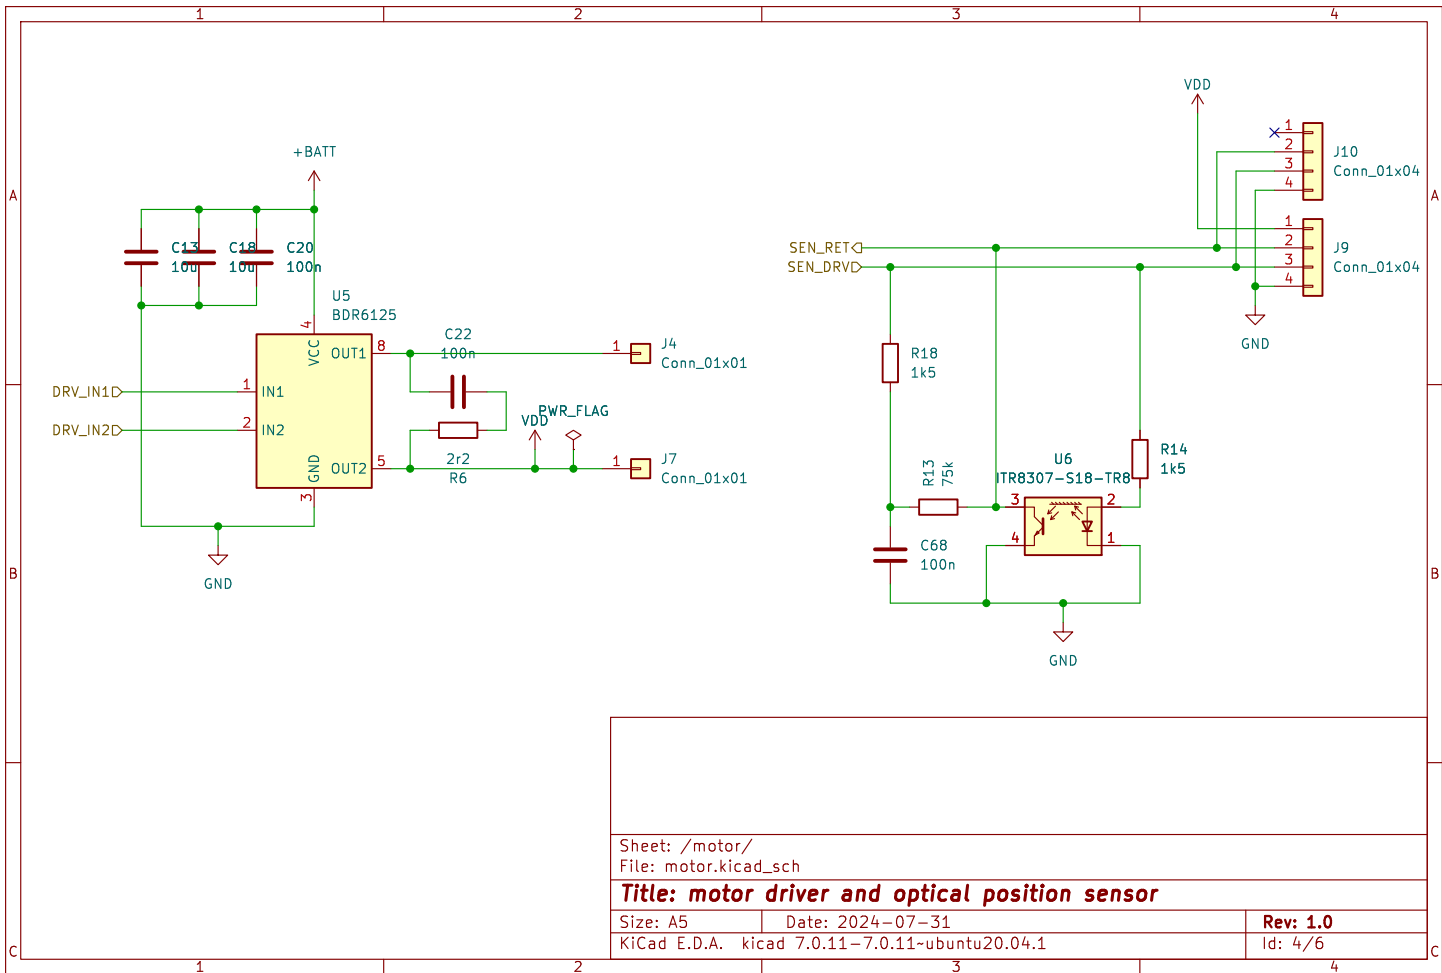 1 2 3 4
A
B
C
+BATT
C13
10u
C18
10u
C20
100n
U5
BDR6125
4
VCC
OUT1 8
DRV_IN1 1 IN1
DRV_IN2 2 IN2
GND
OUT2 5
3
GND
C22
100n
2r2
R6
VDD
PWR_FLAG
1 J4
Conn_01x01
1 J7
Conn_01x01
VDD
1
2
3
4
J10
Conn_01x04
1
2
3
4
J9
Conn_01x04
GND
SEN_RET
SEN_DRV
R18
1k5
R13
75k
C68
100n
U6
ITR8307-S18-TR8
3
4
2
1
R14
1k5
GND
A
B
C
Sheet: /motor/
File: motor.kicad_sch
Title: motor driver and optical position sensor
Size: A5 Date: 2024-07-31 Rev: 1.0
KiCad E.D.A. kicad 7.0.11-7.0.11~ubuntu20.04.1 Id: 4/6
1 2 3 4